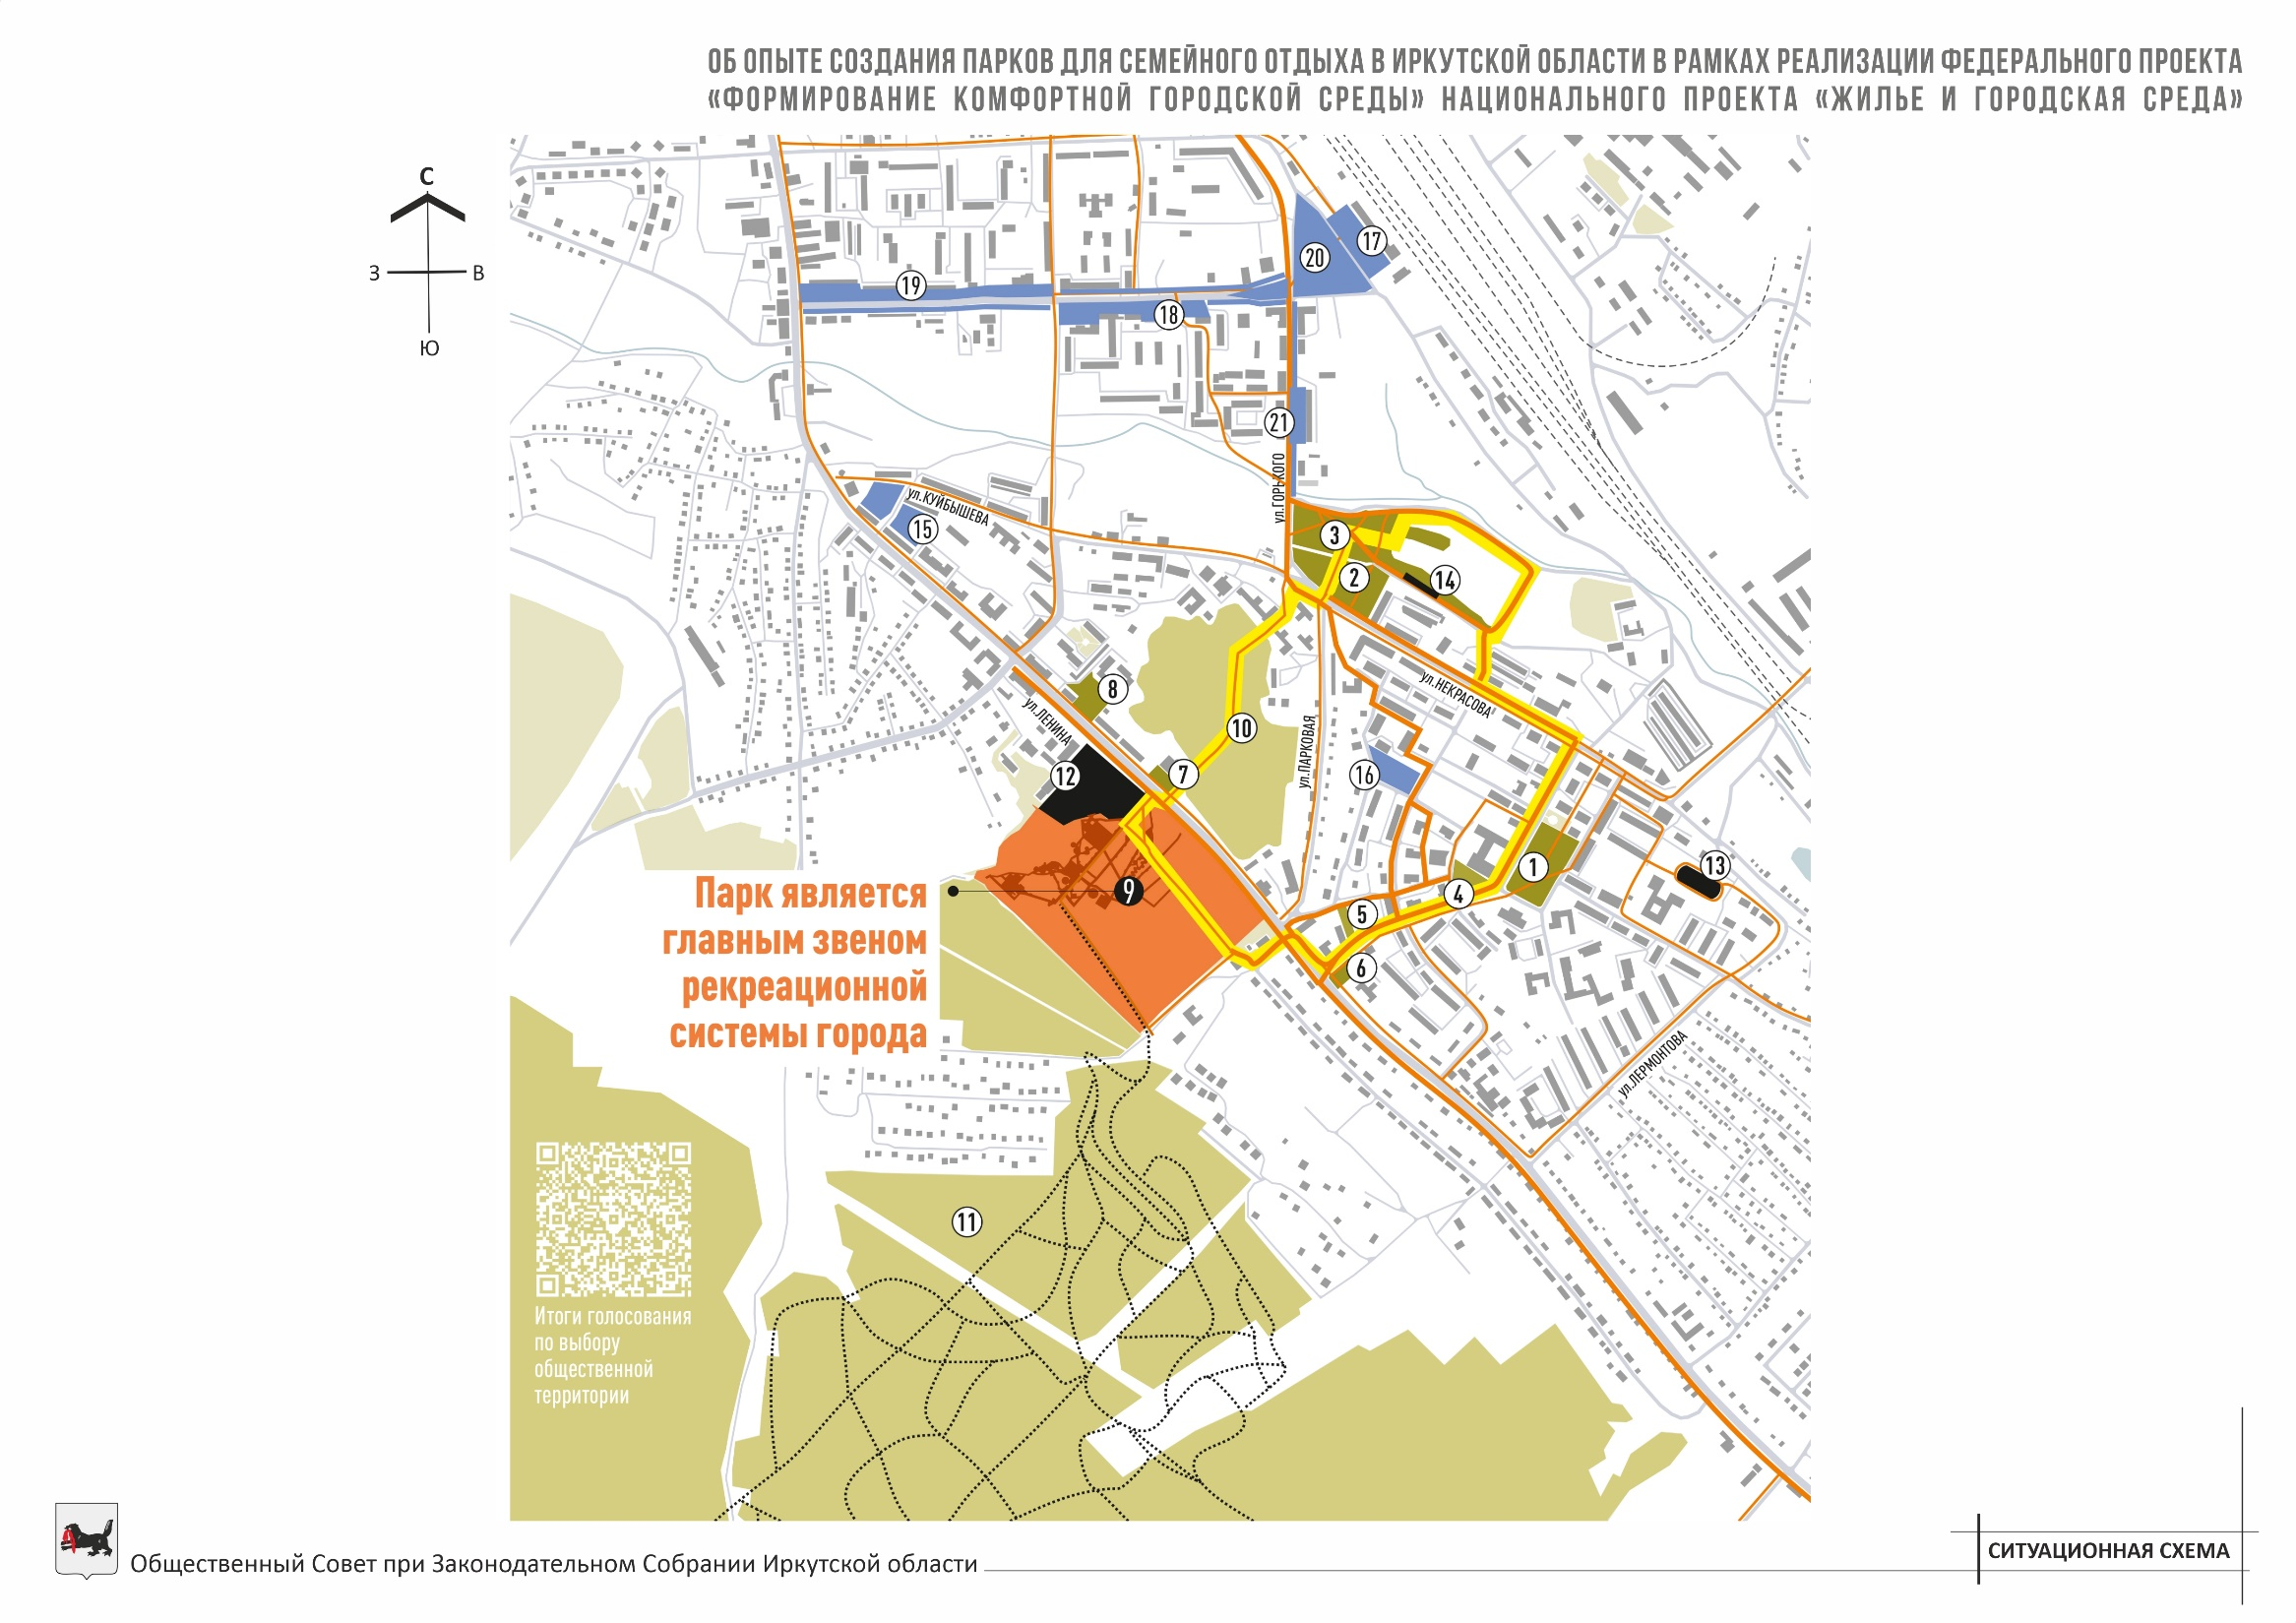 ОБ ОПЫТЕ СОЗДАНИЯ ПАРКОВ ДЛЯ СЕМЕЙНОГО ОТДЫХА В ИРКУТСКОЙ ОБЛАСТИ В РАМКАХ РЕАЛИЗАЦИИ ФЕДЕРАЛЬНОГО ПРОЕКТА
«ФОРМИРОВАНИЕ КОМФОРТНОЙ ГОРОДСКОЙ СРЕДЫ» НАЦИОНАЛЬНОГО ПРОЕКТА «ЖИЛЬЕ И ГОРОДСКАЯ СРЕДА»
С
З
В
Ю
17
20
19
18
21
ул.ГОРЬКОГО
ул.КУЙБЫШЕВА
15
3
2
14
8
ул.НЕКРАСОВА
ул.ЛЕНИНА
10
ул.ПАРКОВАЯ
12
7
16
1
13
9
4
5
6
Парк является
главным звеном
рекреационной
системы города
ул.ЛЕРМОНТОВА
11
Итоги голосования
по выбору
общественной
территории
СИТУАЦИОННАЯ СХЕМА
Общественный Совет при Законодательном Собрании Иркутской области